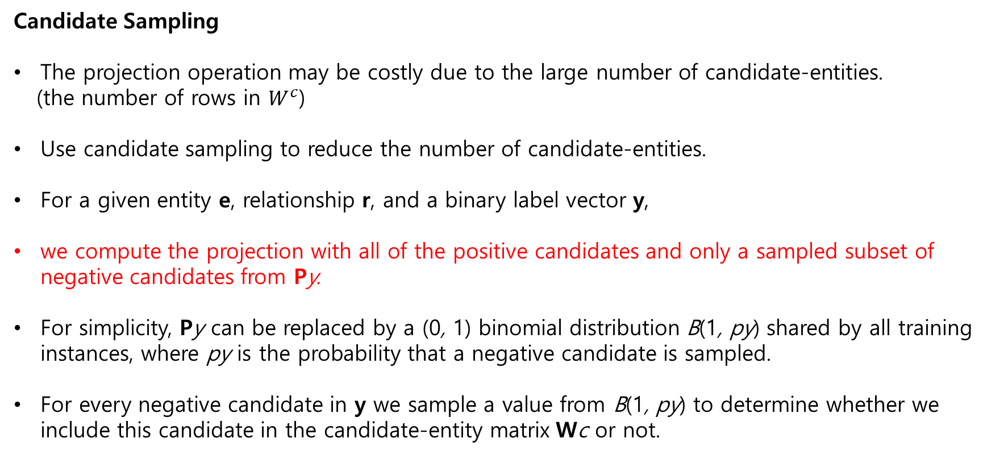 Candidate Sampling
• The projection operation may be costly due to the large number of candidate-entities.
(the number of rows in W^c)
• Use candidate sampling to reduce the number of candidate-entities.
• For a given entity e, relationship r, and a binary label vector y,
• we compute the projection with all of the positive candidates and only a sampled subset of
negative candidates from Py.
• For simplicity, Py can be replaced by a (0, 1) binomial distribution B(1, py) shared by all training
instances, where py is the probability that a negative candidate is sampled.
• For every negative candidate in y we sample a value from B(1, py) to determine whether we
include this candidate in the candidate-entity matrix Wc or not.